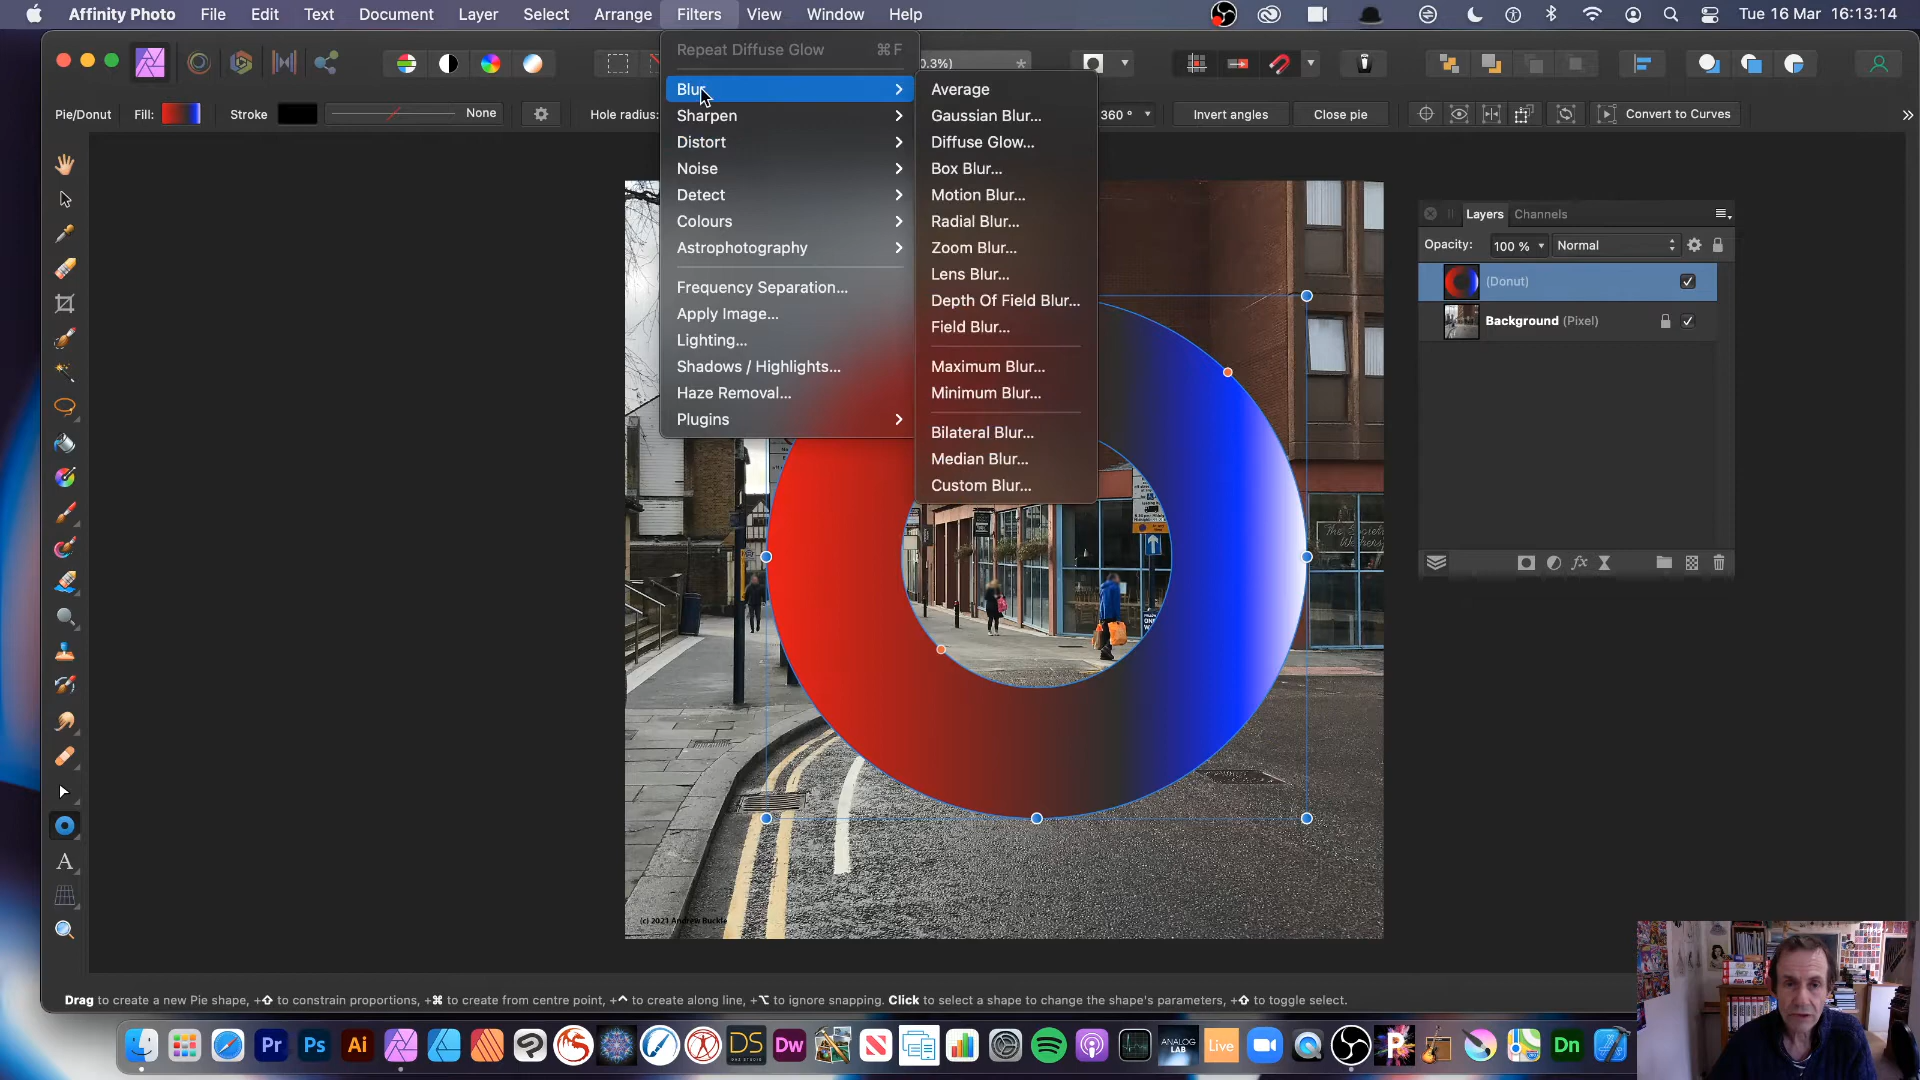 Affinity Photo File Edit Text Document Layer Select Arrange Filters View Window Help Tue 16 Mar 16:13:14
Repeat Diffuse Glow ⌘F
0.3%) *
Pie/Donut Fill: Stroke None Hole radius: 360 ° Invert angles Close pie Convert to Curves
Blur
Sharpen
Distort
Noise
Detect
Colours
Astrophotography
Frequency Separation...
Apply Image...
Lighting...
Shadows / Highlights...
Haze Removal...
Plugins
Average
Gaussian Blur...
Diffuse Glow...
Box Blur...
Motion Blur...
Radial Blur...
Zoom Blur...
Lens Blur...
Depth Of Field Blur...
Field Blur...
Maximum Blur...
Minimum Blur...
Bilateral Blur...
Median Blur...
Custom Blur...
Layers Channels
Opacity: 100 % Normal
(Donut)
Background (Pixel)
(c) 2021 Andrew Buckle
Drag to create a new Pie shape, +⇧ to constrain proportions, +⌘ to create from centre point, +^ to create along line, +⌥ to ignore snapping. Click to select a shape to change the shape's parameters, +⇧ to toggle select.
Pr Ps Ai DS Dw ANALOG LAB Live P Dn